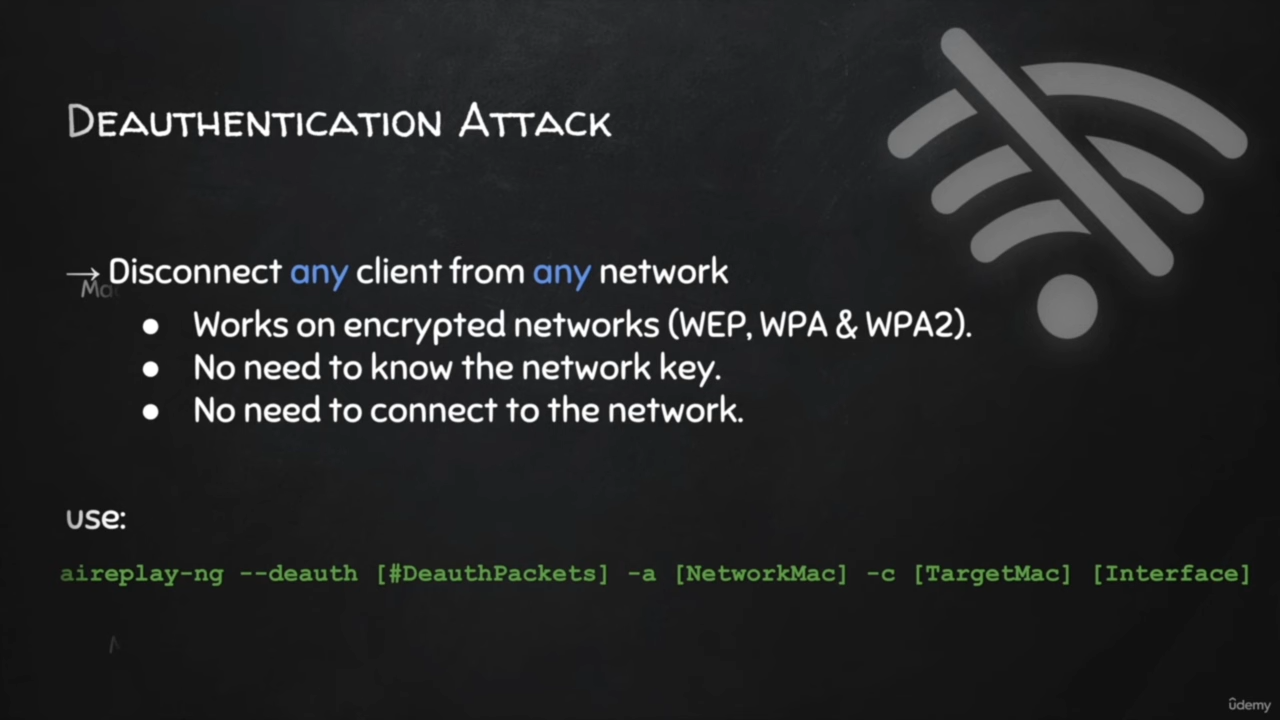 Deauthentication Attack
→ Disconnect any client from any network
● Works on encrypted networks (WEP, WPA & WPA2).
● No need to know the network key.
● No need to connect to the network.
use:
aireplay-ng --deauth [#DeauthPackets] -a [NetworkMac] -c [TargetMac] [Interface]
ûdemy